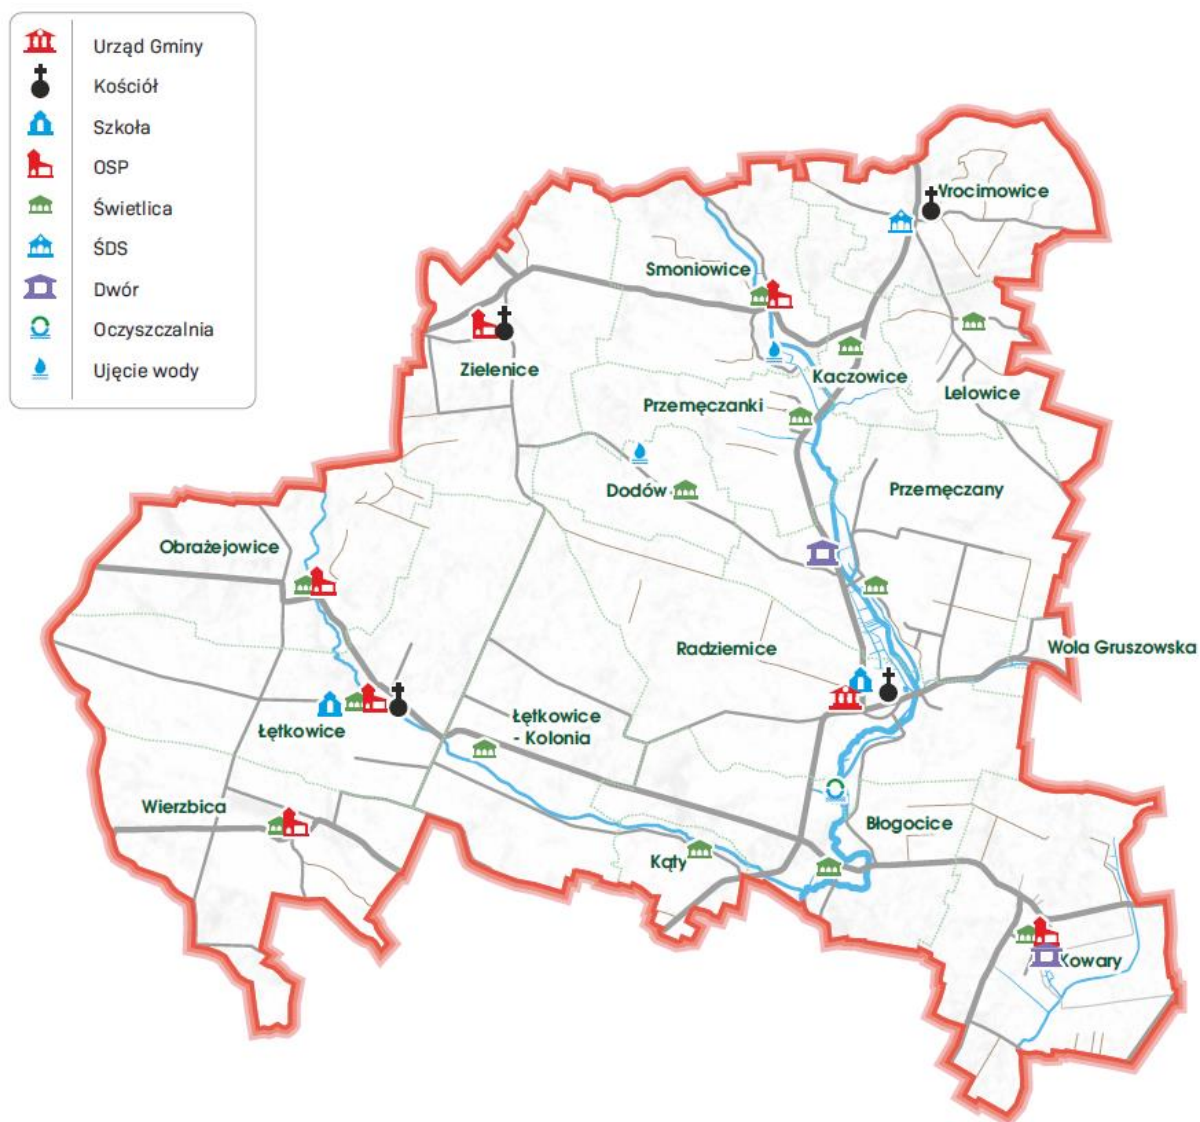 Urząd Gminy
Kościół
Szkoła
OSP
Świetlica
ŚDS
Dwór
Oczyszczalnia
Ujęcie wody
Wrocimowice
Smoniowice
Zielenice
Kaczowice
Lelowice
Przemęczanki
Dodów
Przemęczany
Obrażejowice
Radziemice
Wola Gruszowska
Łętkowice
- Kolonia
Łętkowice
Wierzbica
Błogocice
Kąty
Kowary